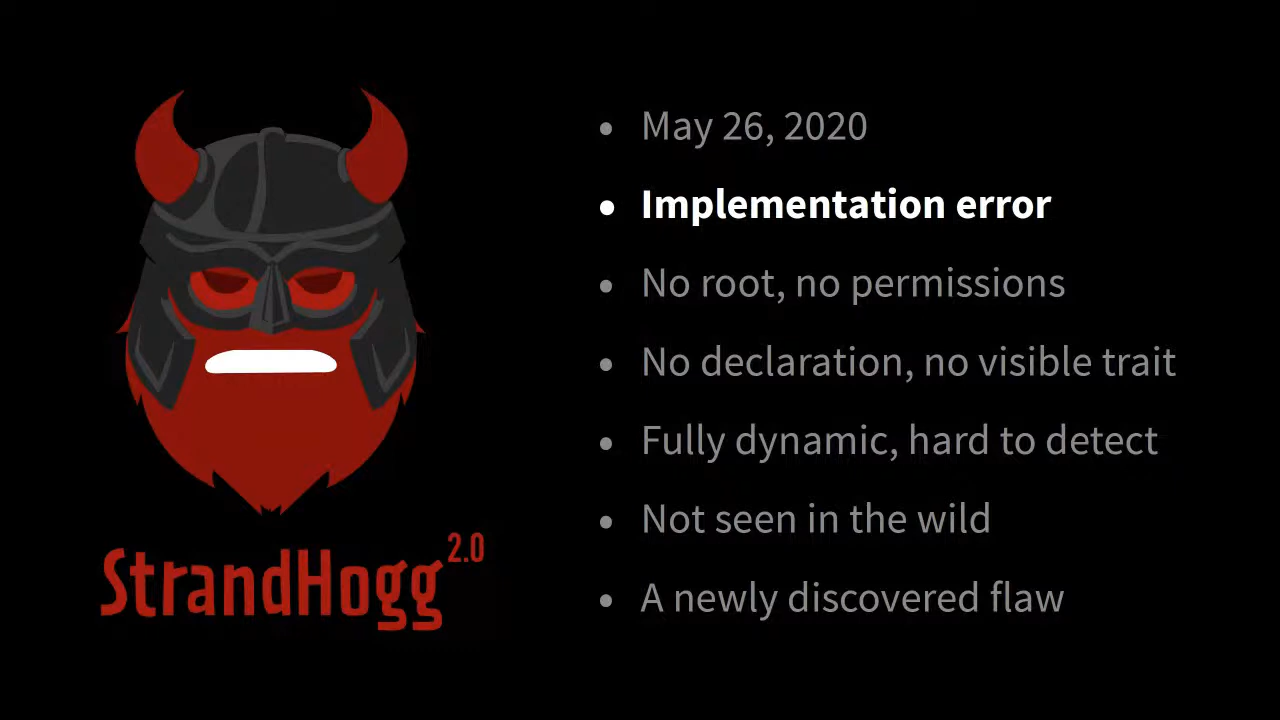 May 26, 2020
Implementation error
No root, no permissions
No declaration, no visible trait
Fully dynamic, hard to detect
Not seen in the wild
A newly discovered flaw
StrandHogg 2.0